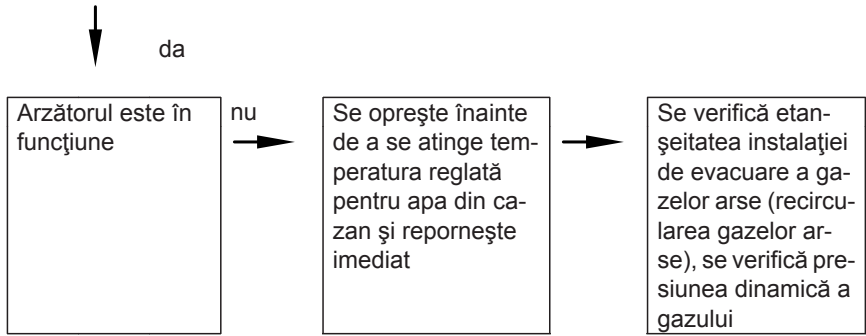 da
Arzătorul este în
funcţiune
nu
Se opreşte înainte
de a se atinge tem-
peratura reglată
pentru apa din ca-
zan şi reporneşte
imediat
Se verifică etan-
şeitatea instalaţiei
de evacuare a ga-
zelor arse (recircu-
larea gazelor ar-
se), se verifică pre-
siunea dinamică a
gazului